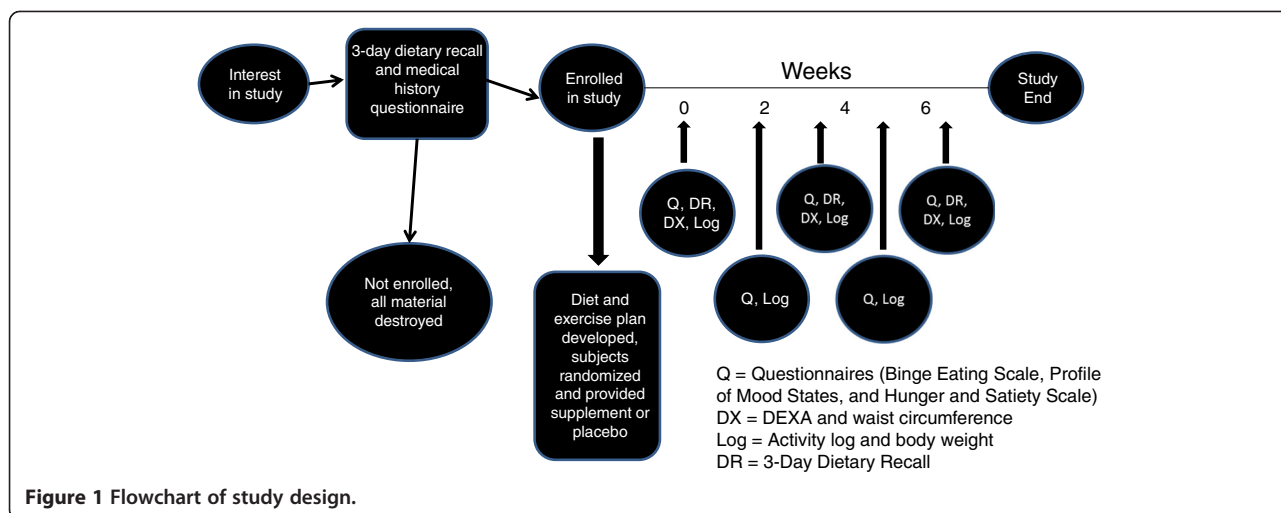 Interest
in study
3-day dietary recall
and medical
history
questionnaire
Enrolled
in study
Weeks
0 2 4 6
Study
End
Not enrolled,
all material
destroyed
Diet and
exercise plan
developed,
subjects
randomized
and provided
supplement or
placebo
Q, DR,
DX, Log
Q, Log
Q, DR,
DX, Log
Q, Log
Q, DR,
DX, Log
Q = Questionnaires (Binge Eating Scale, Profile
of Mood States, and Hunger and Satiety Scale)
DX = DEXA and waist circumference
Log = Activity log and body weight
DR = 3-Day Dietary Recall
Figure 1 Flowchart of study design.